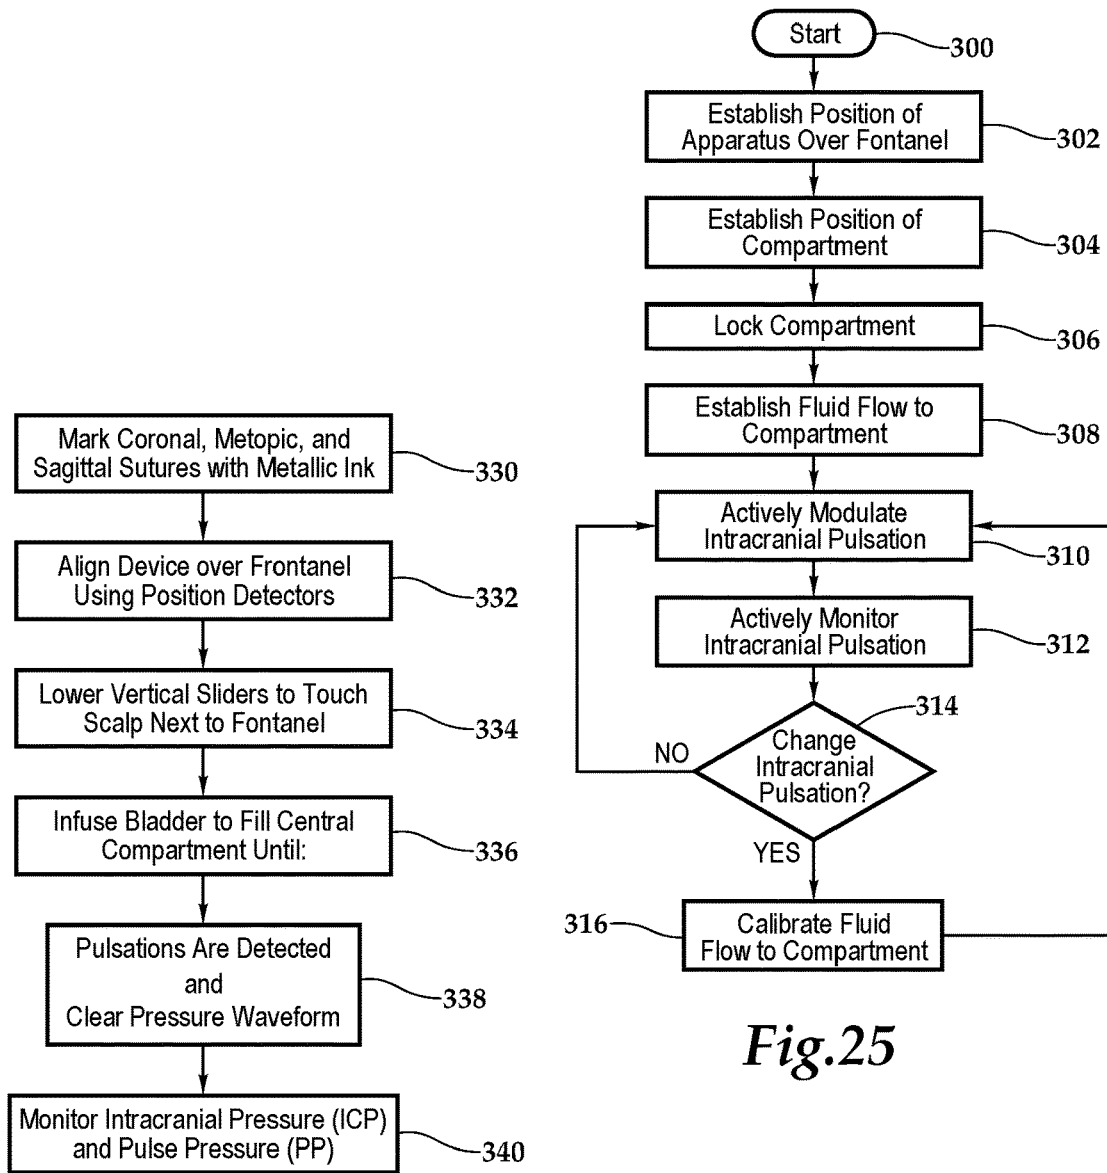 Start
300
Establish Position of
Apparatus Over Fontanel
302
Establish Position of
Compartment
304
Lock Compartment
306
Establish Fluid Flow to
Compartment
308
Actively Modulate
Intracranial Pulsation
310
Actively Monitor
Intracranial Pulsation
312
314
Change
Intracranial
Pulsation?
NO
YES
316
Calibrate Fluid
Flow to Compartment
Fig.25
Mark Coronal, Metopic, and
Sagittal Sutures with Metallic Ink
330
Align Device over Frontanel
Using Position Detectors
332
Lower Vertical Sliders to Touch
Scalp Next to Fontanel
334
Infuse Bladder to Fill Central
Compartment Until:
336
Pulsations Are Detected
and
Clear Pressure Waveform
338
Monitor Intracranial Pressure (ICP)
and Pulse Pressure (PP)
340